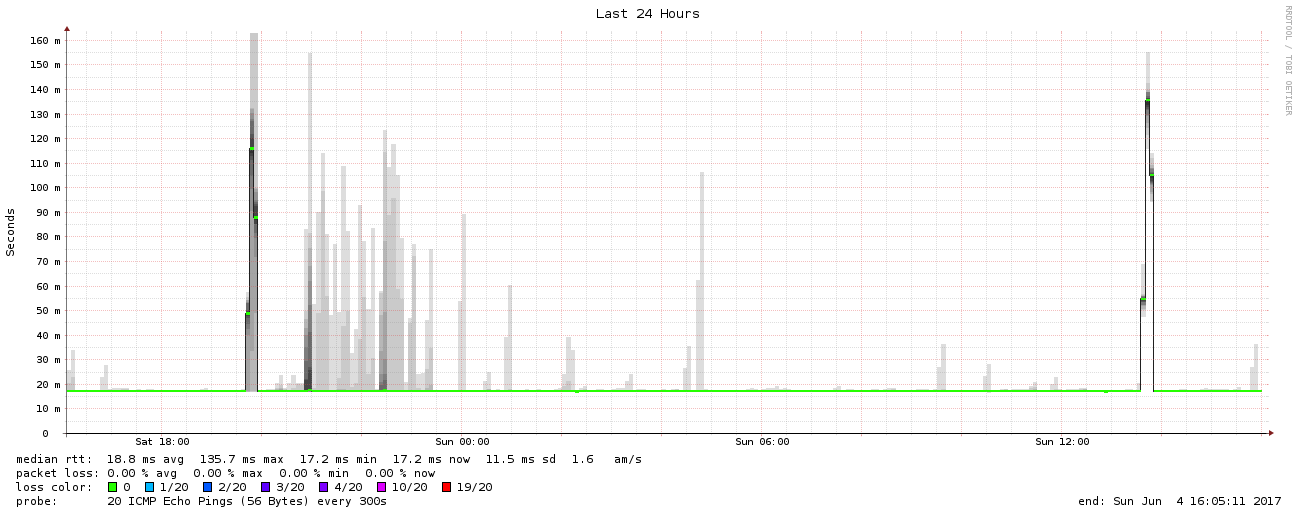 Last 24 Hours
RRDTOOL / TOBI OETIKER
Seconds
160 m
150 m
140 m
130 m
120 m
110 m
100 m
90 m
80 m
70 m
60 m
50 m
40 m
30 m
20 m
10 m
0
Sat 18:00 Sun 00:00 Sun 06:00 Sun 12:00
median rtt: 18.8 ms avg 135.7 ms max 17.2 ms min 17.2 ms now 11.5 ms sd 1.6 am/s
packet loss: 0.00 % avg 0.00 % max 0.00 % min 0.00 % now
loss color: 0 1/20 2/20 3/20 4/20 10/20 19/20
probe: 20 ICMP Echo Pings (56 Bytes) every 300s end: Sun Jun 4 16:05:11 2017